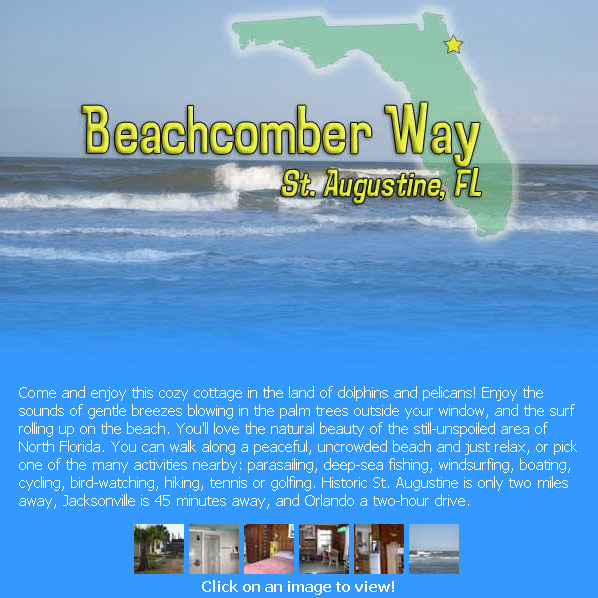 Beachcomber Way
St. Augustine, FL
Come and enjoy this cozy cottage in the land of dolphins and pelicans! Enjoy the
sounds of gentle breezes blowing in the palm trees outside your window, and the surf
rolling up on the beach. You'll love the natural beauty of the still-unspoiled area of
North Florida. You can walk along a peaceful, uncrowded beach and just relax, or pick
one of the many activities nearby: parasailing, deep-sea fishing, windsurfing, boating,
cycling, bird-watching, hiking, tennis or golfing. Historic St. Augustine is only two miles
away, Jacksonville is 45 minutes away, and Orlando a two-hour drive.
Click on an image to view!